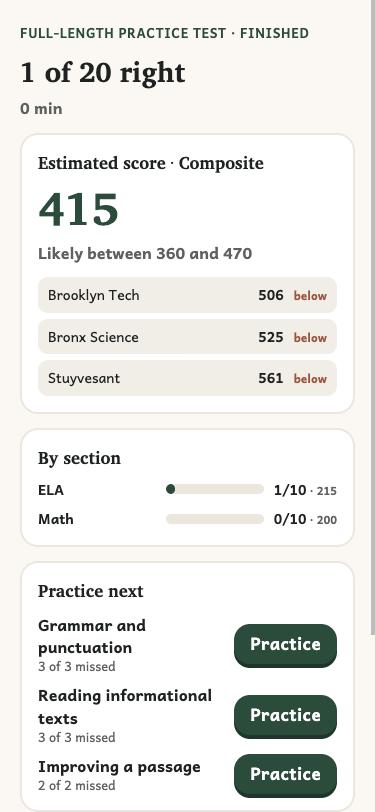 FULL-LENGTH PRACTICE TEST · FINISHED
1 of 20 right
0 min
Estimated score · Composite
415
Likely between 360 and 470
Brooklyn Tech 506 below
Bronx Science 525 below
Stuyvesant 561 below
By section
ELA 1/10 · 215
Math 0/10 · 200
Practice next
Grammar and
punctuation
3 of 3 missed
Practice
Reading informational
texts
3 of 3 missed
Practice
Improving a passage
2 of 2 missed
Practice